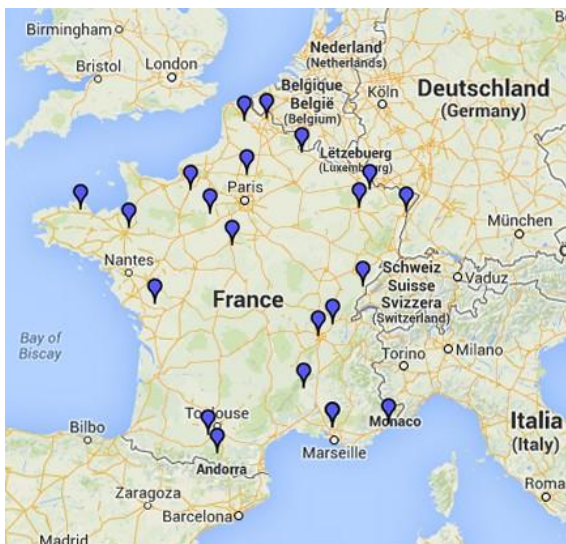 Birmingham
Bristol
London
Nederland
(Netherlands)
Belgique
België
(Belgium)
Köln
Deutschland
(Germany)
Lëtzebuerg
Paris
München
Nantes
France
Schweiz
Suisse
Svizzera
(Switzerland)
Vaduz
Bay of
Biscay
Torino
Milano
Monaco
Italia
(Italy)
Bilbo
Marseille
Andorra
Zaragoza
Barcelona
Roma
Madrid